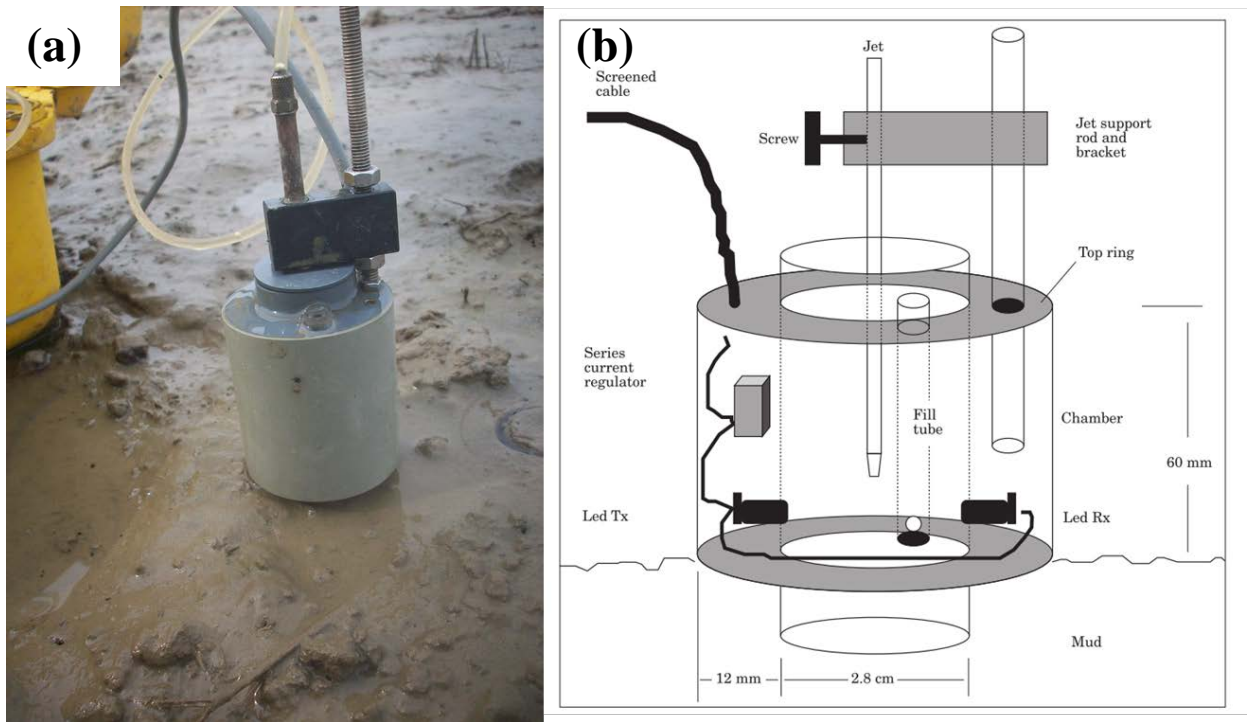 (a)
(b)
Jet
Screened
cable
Screw
Jet support
rod and
bracket
Top ring
Series
current
regulator
Fill
tube
Chamber
60 mm
Led Tx
Led Rx
Mud
12 mm
2.8 cm